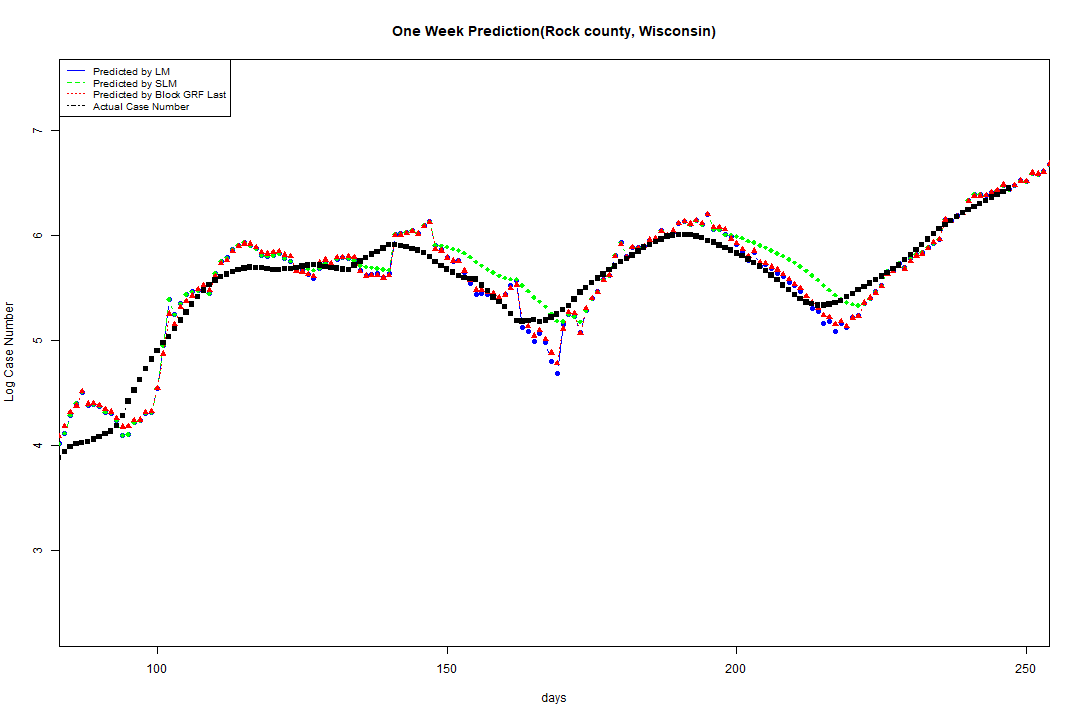 One Week Prediction(Rock county, Wisconsin)
Predicted by LM
Predicted by SLM
Predicted by Block GRF Last
Actual Case Number
7
6
5
4
3
Log Case Number
100 150 200 250
days